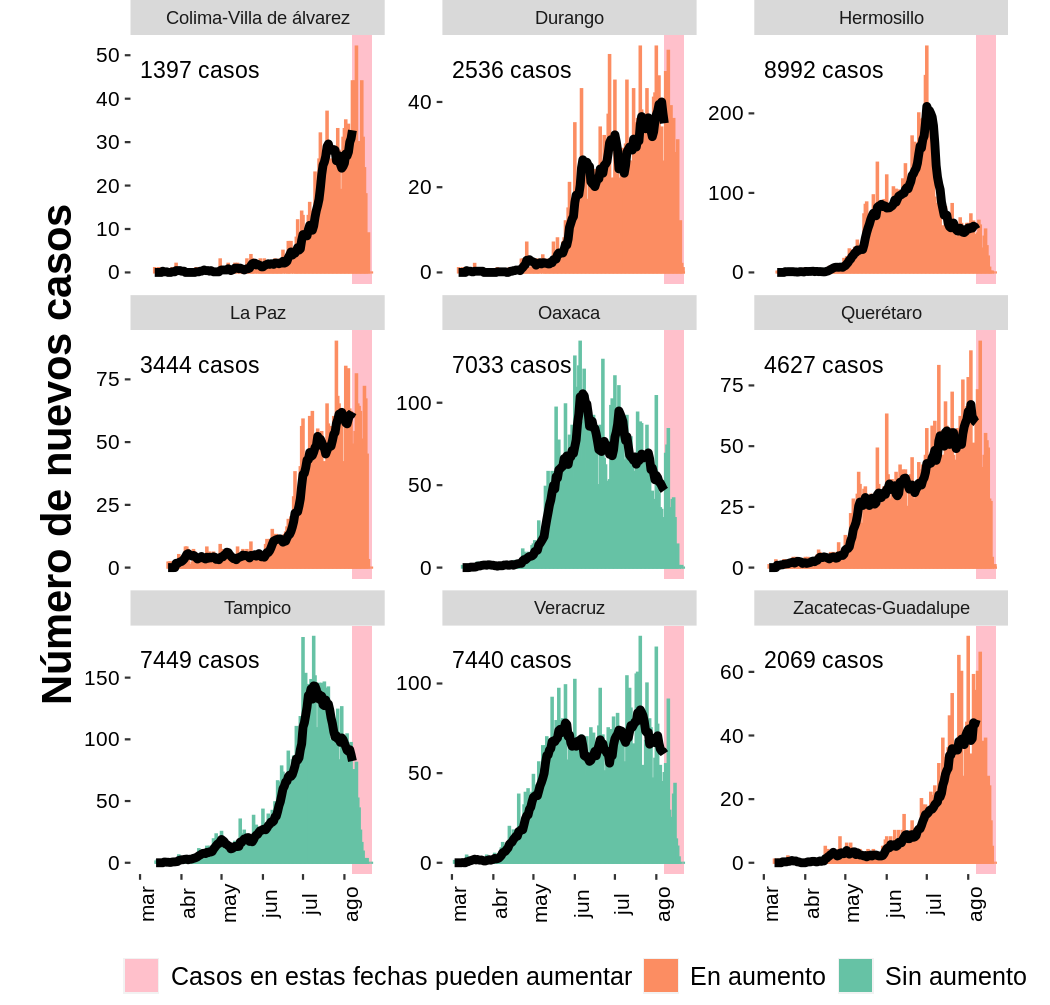 Número de nuevos casos
Colima-Villa de álvarez
1397 casos
50
40
30
20
10
0
Durango
2536 casos
40
20
0
Hermosillo
8992 casos
200
100
0
La Paz
3444 casos
75
50
25
0
Oaxaca
7033 casos
100
50
0
Querétaro
4627 casos
75
50
25
0
Tampico
7449 casos
150
100
50
0
mar abr may jun jul ago
Veracruz
7440 casos
100
50
0
mar abr may jun jul ago
Zacatecas-Guadalupe
2069 casos
60
40
20
0
mar abr may jun jul ago
Casos en estas fechas pueden aumentar En aumento Sin aumento